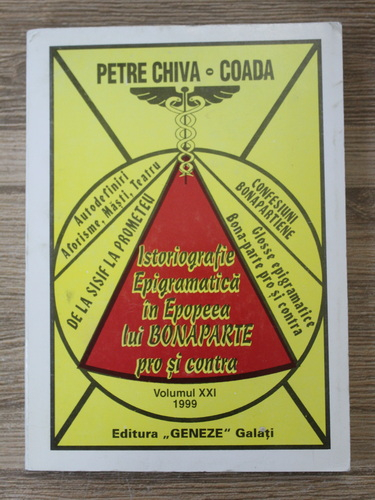 PETRE CHIVA • COADA
Autodefiniri
Aforisme, Măști, Teatru
DE LA SISIF LA PROMETEU
CONFESIUNI
BONAPARTIENE
Glosse epigramatice
Bona-parte pro și contra
Istoriografie
Epigramatică
în Epopeea
lui BONAPARTE
pro și contra
Volumul XXI
1999
Editura „GENEZE" Galați